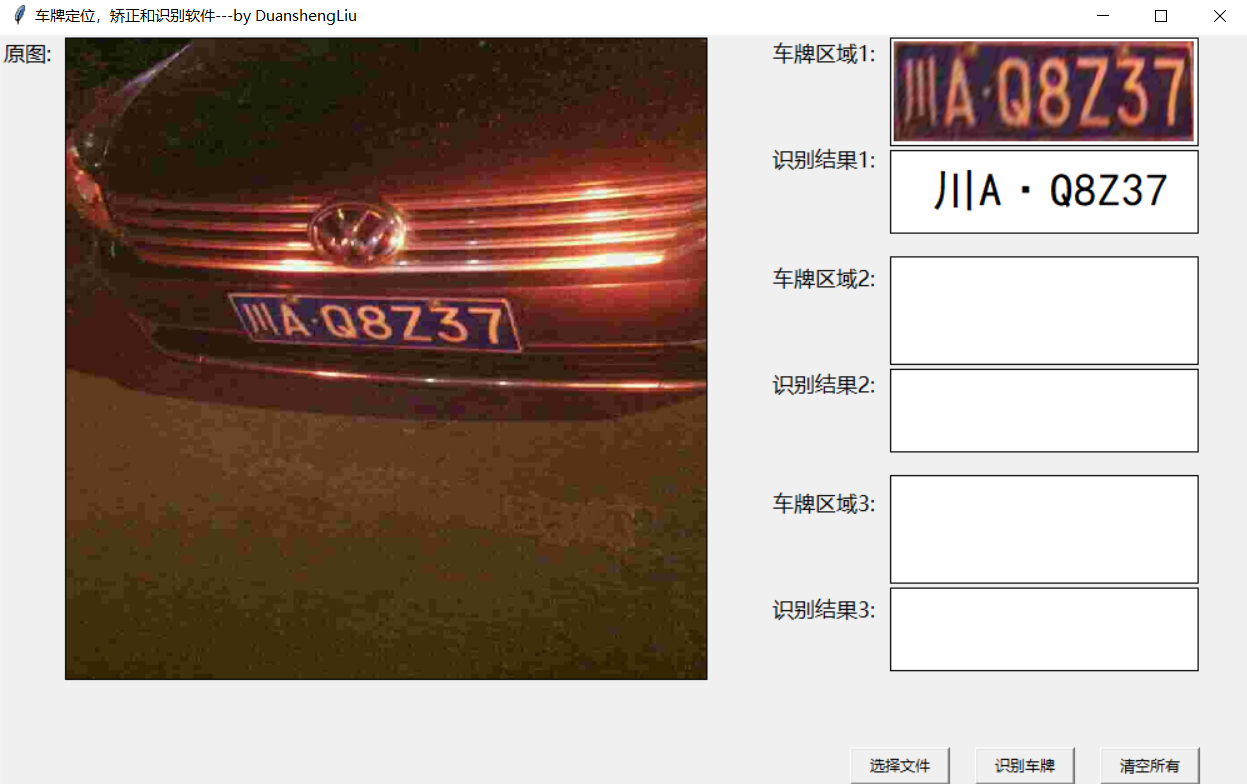 车牌定位，矫正和识别软件---by DuanshengLiu
原图:
川A·Q8Z37
车牌区域1:
川A·Q8Z37
识别结果1:
川A·Q8Z37
车牌区域2:
识别结果2:
车牌区域3:
识别结果3:
选择文件
识别车牌
清空所有